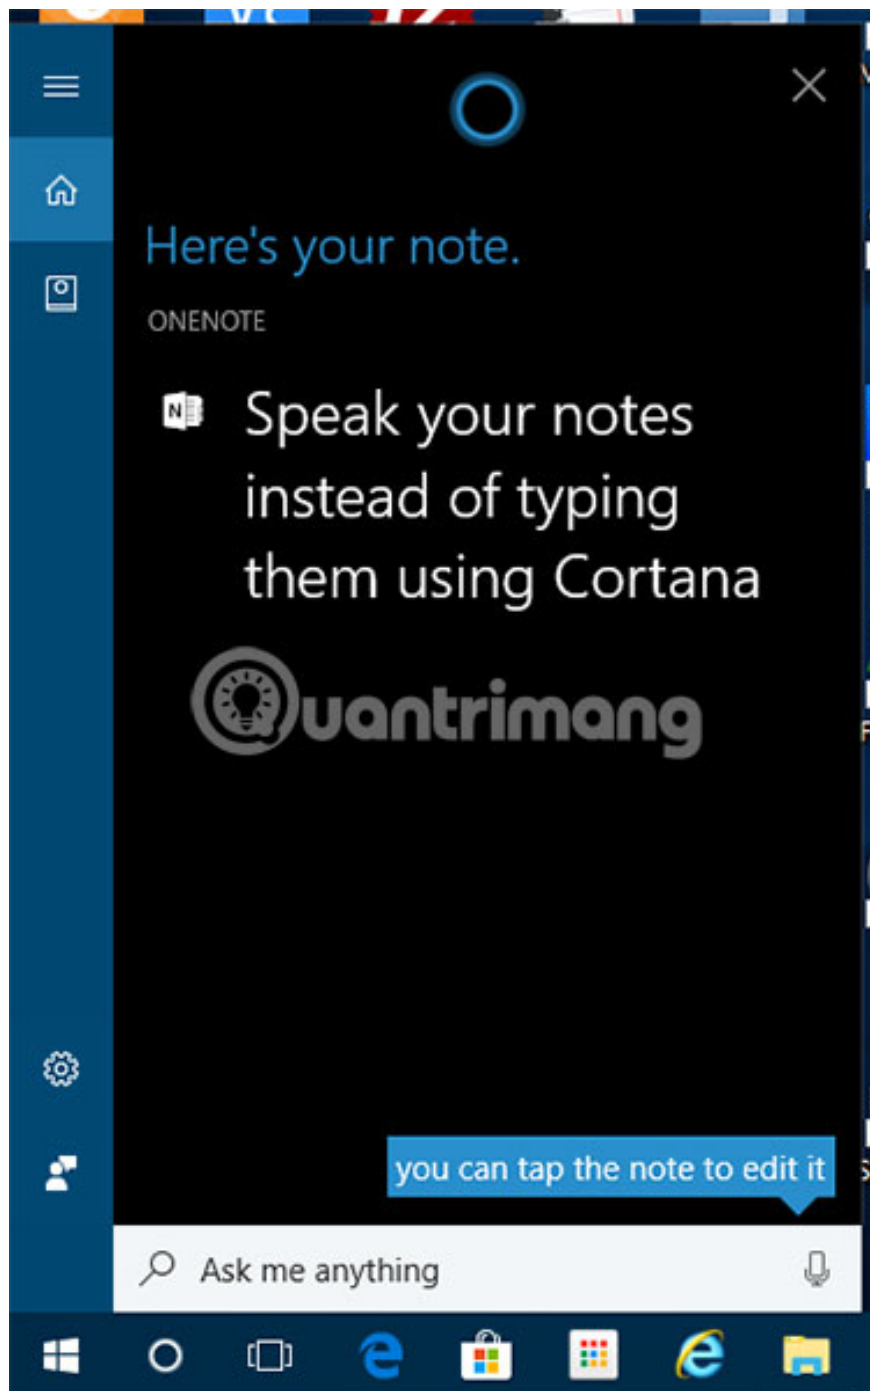 Here's your note.
ONENOTE
N
Speak your notes
instead of typing
them using Cortana
Quantrimang
you can tap the note to edit it
Ask me anything